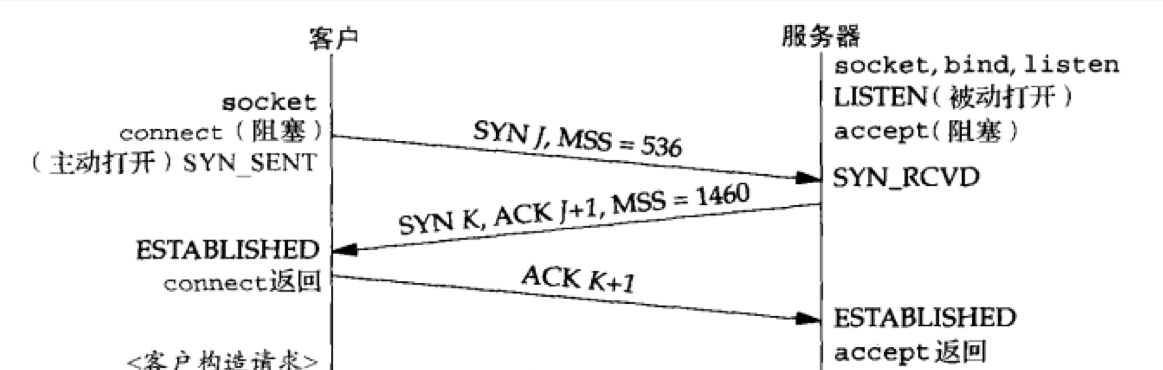 客户
服务器
socket, bind, listen
LISTEN（被动打开）
socket
connect（阻塞）
SYN J, MSS = 536
accept(阻塞）
（主动打开）SYN_SENT
SYN_RCVD
SYN K, ACK J+1, MSS = 1460
ESTABLISHED
connect返回
ACK K+1
ESTABLISHED
accept返回
<客户构造请求>